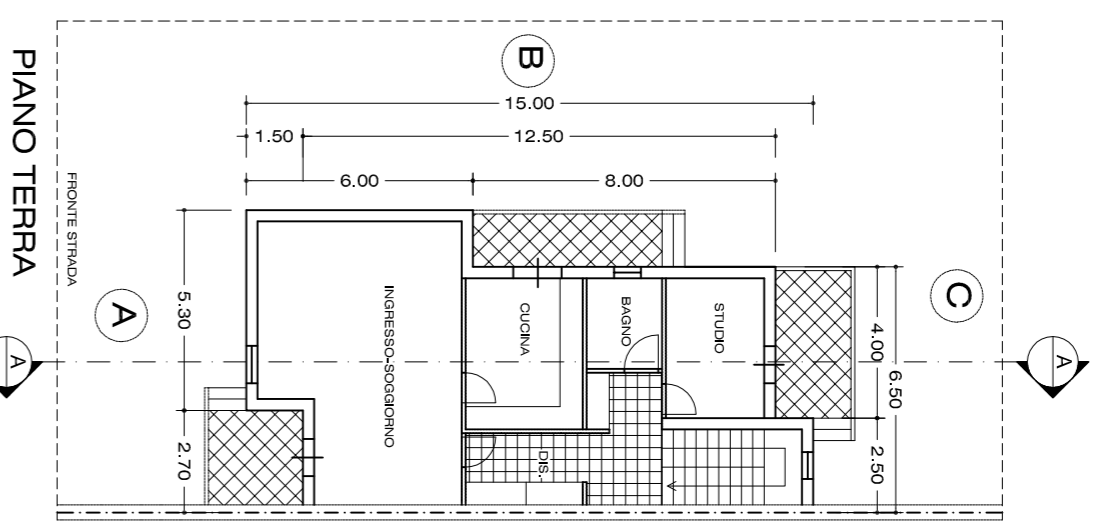 PIANO TERRA
FRONTE STRADA
B
15.00
1.50
12.50
6.00
8.00
A
C
5.30
2.70
INGRESSO-SOGGIORNO
CUCINA
BAGNO
STUDIO
DIS.
4.00
6.50
2.50
A
A